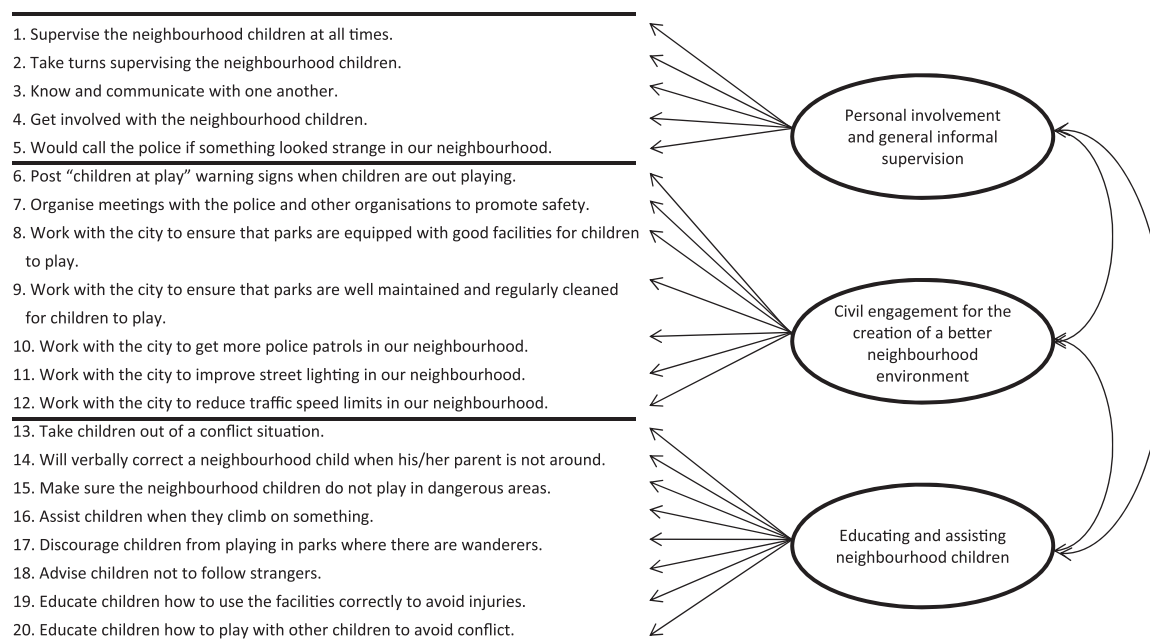 1. Supervise the neighbourhood children at all times.
2. Take turns supervising the neighbourhood children.
3. Know and communicate with one another.
4. Get involved with the neighbourhood children.
5. Would call the police if something looked strange in our neighbourhood.
6. Post “children at play” warning signs when children are out playing.
7. Organise meetings with the police and other organisations to promote safety.
8. Work with the city to ensure that parks are equipped with good facilities for children
to play.
9. Work with the city to ensure that parks are well maintained and regularly cleaned
for children to play.
10. Work with the city to get more police patrols in our neighbourhood.
11. Work with the city to improve street lighting in our neighbourhood.
12. Work with the city to reduce traffic speed limits in our neighbourhood.
13. Take children out of a conflict situation.
14. Will verbally correct a neighbourhood child when his/her parent is not around.
15. Make sure the neighbourhood children do not play in dangerous areas.
16. Assist children when they climb on something.
17. Discourage children from playing in parks where there are wanderers.
18. Advise children not to follow strangers.
19. Educate children how to use the facilities correctly to avoid injuries.
20. Educate children how to play with other children to avoid conflict.
Personal involvement
and general informal
supervision
Civil engagement for the
creation of a better
neighbourhood
environment
Educating and assisting
neighbourhood children